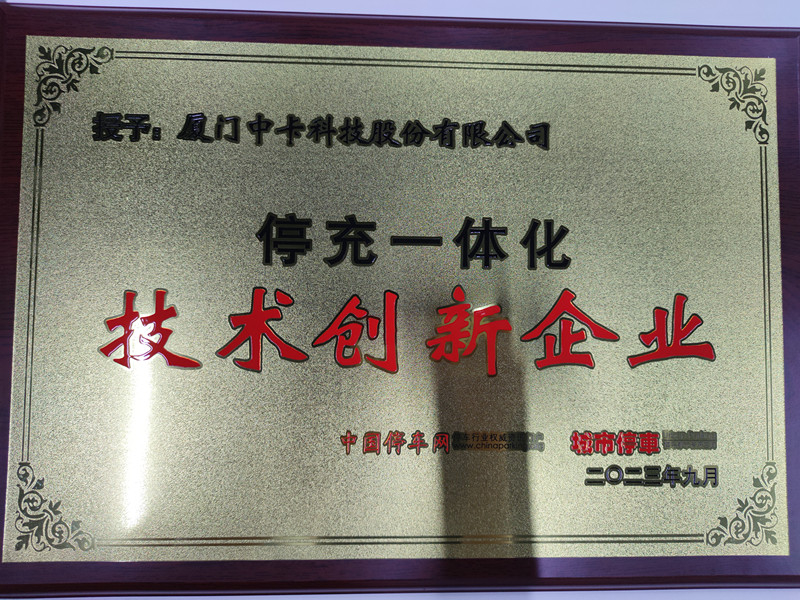 授予：厦门中卡科技股份有限公司
停充一体化
技术创新企业
中国停车网 城市停車
二〇二三年九月